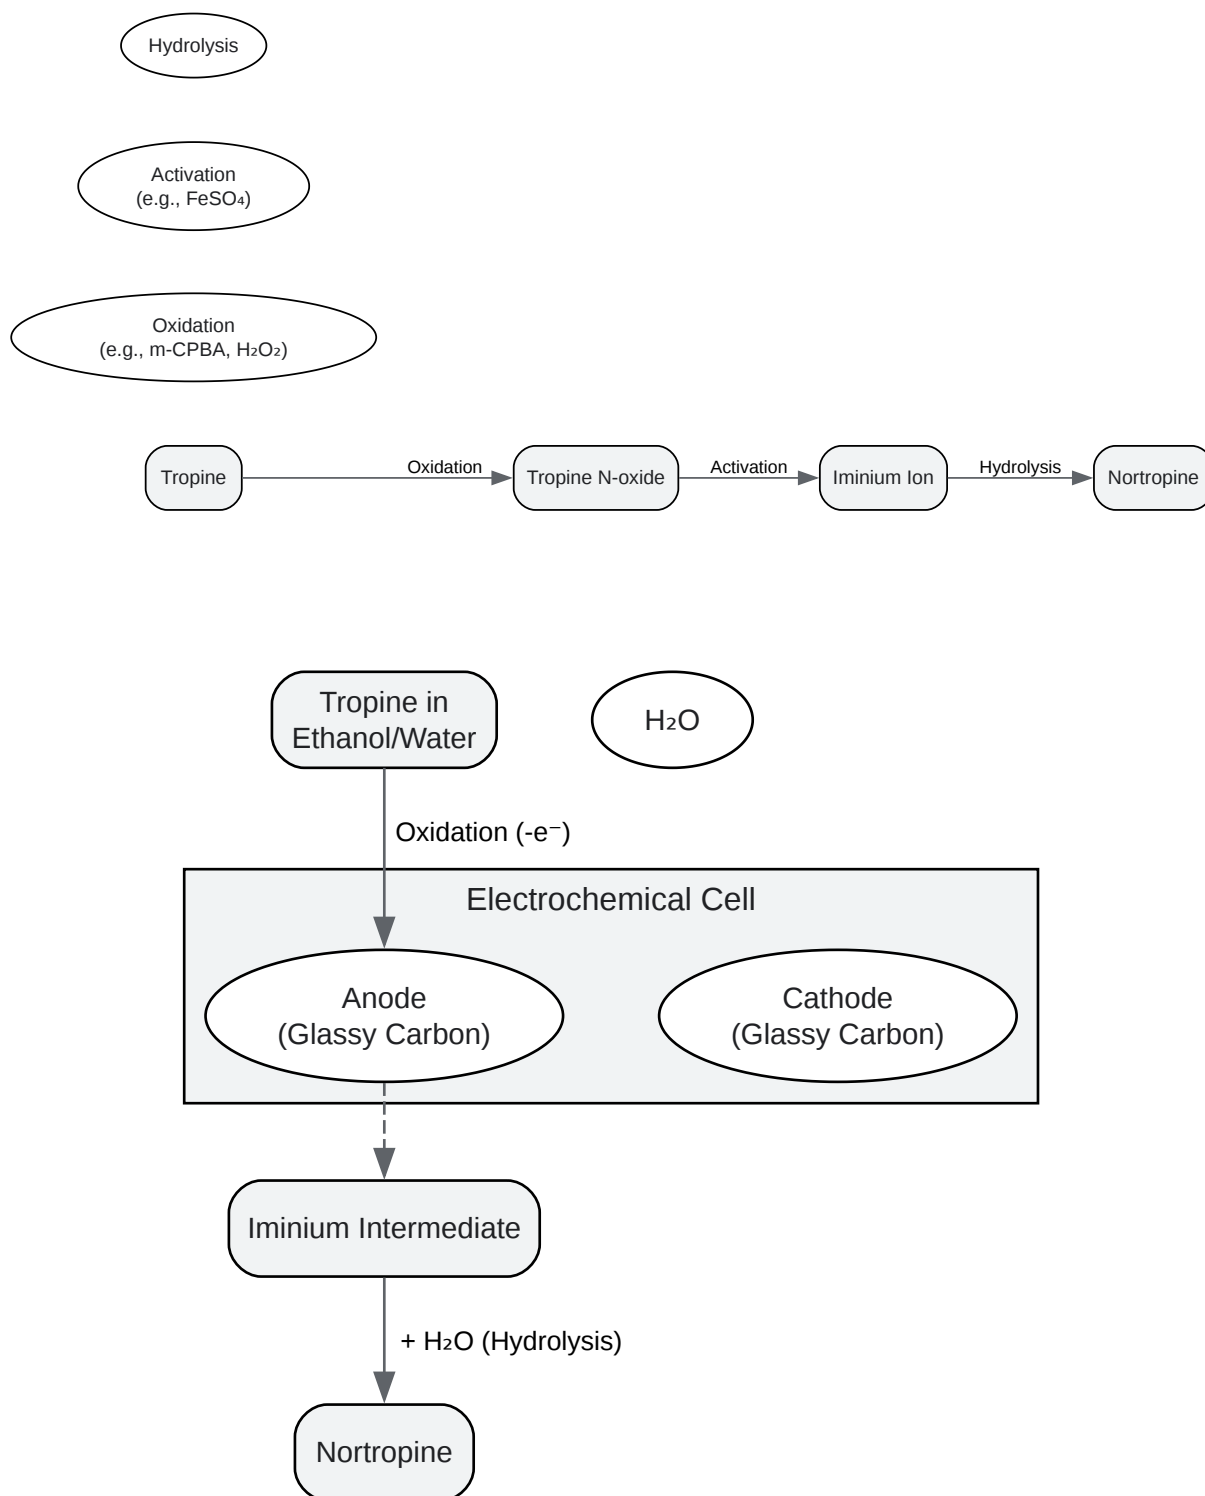 Hydrolysis
Activation
(e.g., FeSO₄)
Oxidation
(e.g., m-CPBA, H₂O₂)
Tropine
Oxidation
Tropine N-oxide
Activation
Iminium Ion
Hydrolysis
Nortropine
Tropine in
Ethanol/Water
H₂O
Oxidation (-e⁻)
Electrochemical Cell
Anode
(Glassy Carbon)
Cathode
(Glassy Carbon)
Iminium Intermediate
+ H₂O (Hydrolysis)
Nortropine